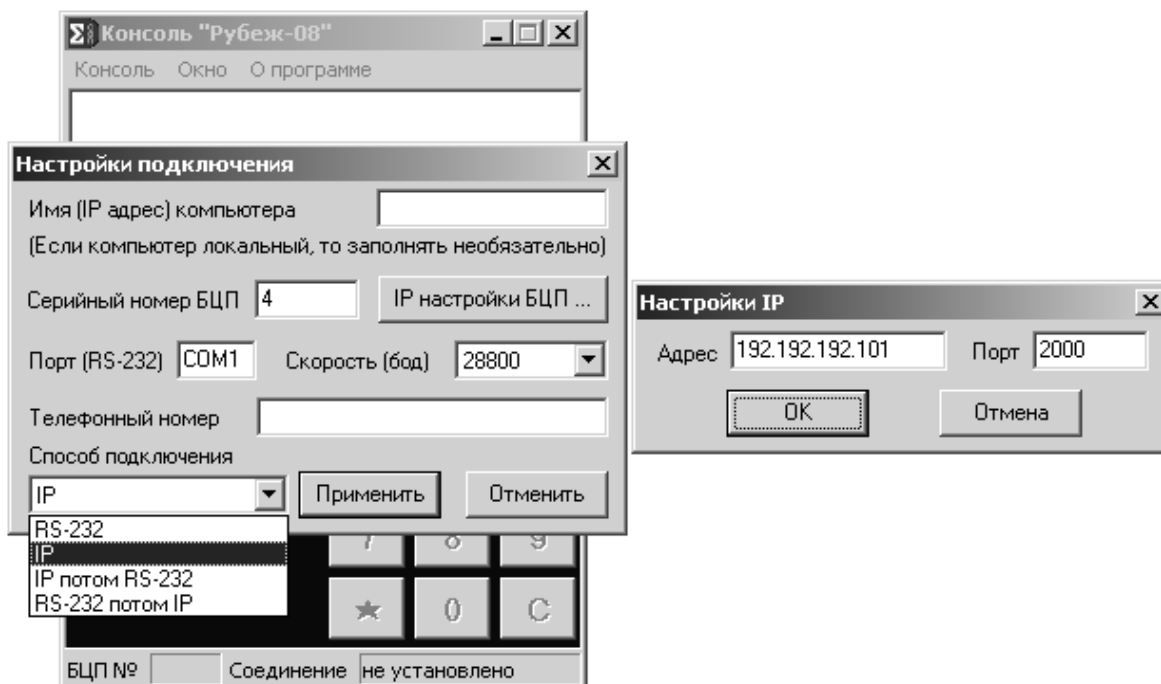 Консоль "Рубеж-08"
Консоль Окно О программе
Настройки подключения
Имя (IP адрес) компьютера
(Если компьютер локальный, то заполнять необязательно)
Серийный номер БЦП 4 IP настройки БЦП ...
Порт (RS-232) COM1 Скорость (бод) 28800
Телефонный номер
Способ подключения
IP Применить Отменить
RS-232
IP
IP потом RS-232
RS-232 потом IP
7 8 9
★ 0 C
БЦП № Соединение не установлено
Настройки IP
Адрес 192.192.192.101 Порт 2000
OK Отмена